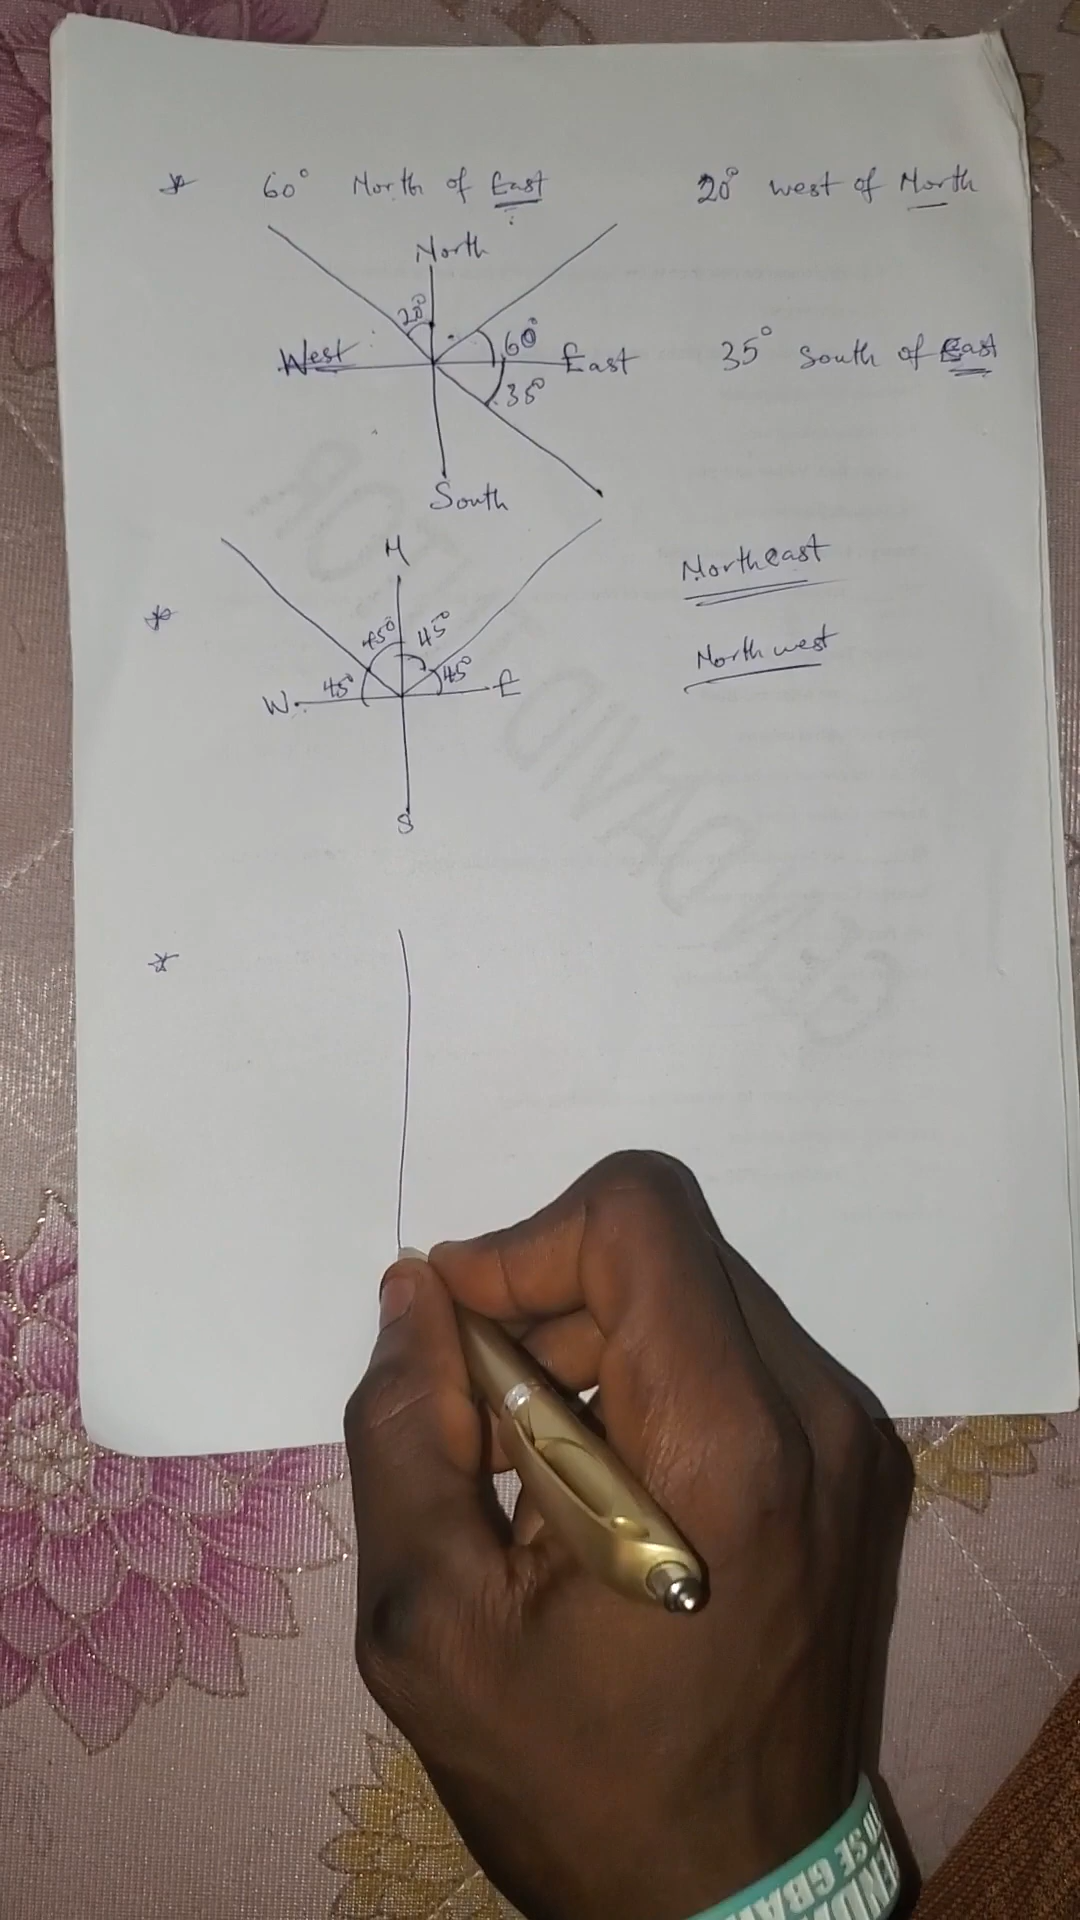 * 60° North of East 20° west of North
North
20°
60°
West East 35° South of East
35°
South
N
Northeast
*
45° 45°
Northwest
45° 45°
W. E
S
*